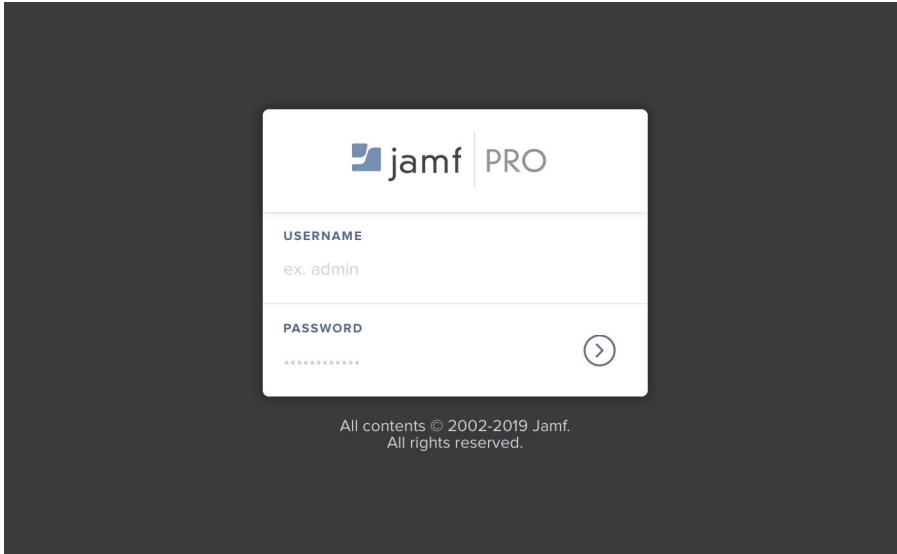 jamf PRO
USERNAME
ex. admin
PASSWORD
••••••••••••
All contents © 2002-2019 Jamf.
All rights reserved.